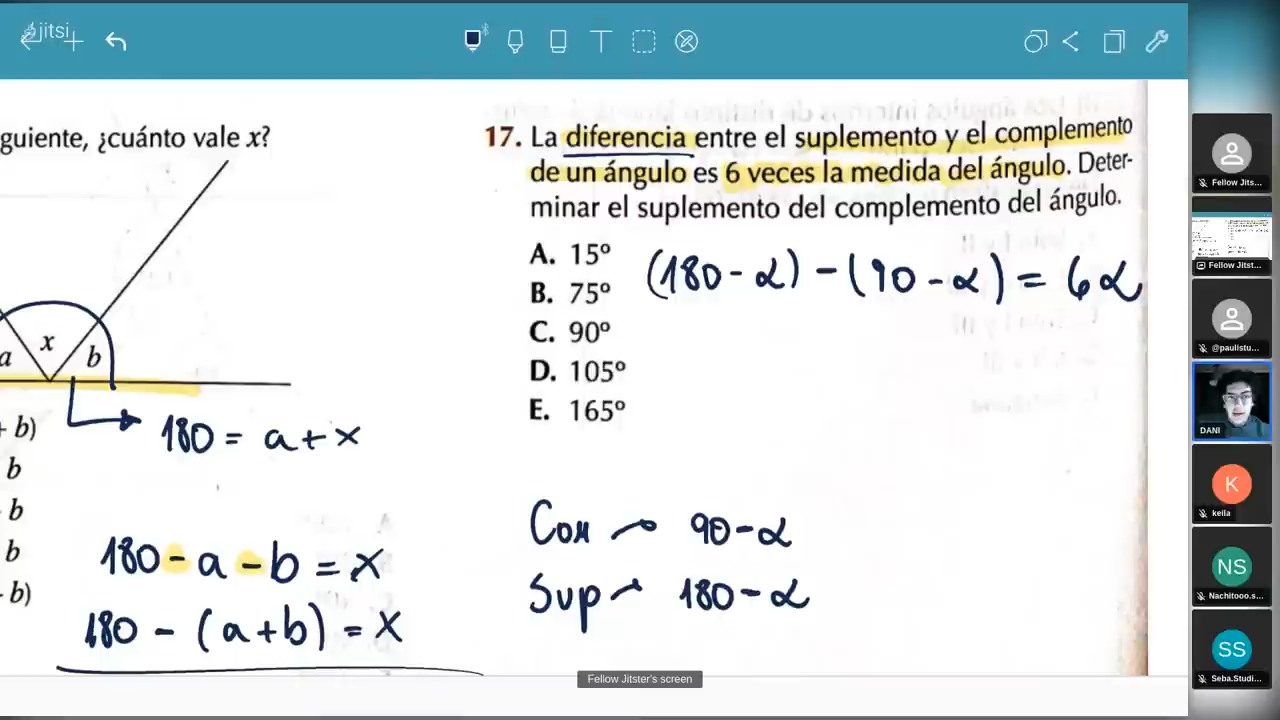 jitsi
guiente, ¿cuánto vale x?
a
x
b
180 = a + x
+ b)
b
- b
b
- b)
180 - a - b = x
180 - (a + b) = x
17. La diferencia entre el suplemento y el complemento
de un ángulo es 6 veces la medida del ángulo. Deter-
minar el suplemento del complemento del ángulo.
A. 15º
B. 75º
C. 90º
D. 105º
E. 165º
(180 - α) - (90 - α) = 6α
Com 90 - α
Sup 180 - α
Fellow Jitster's screen
Fellow Jits...
Fellow Jitst...
@paulistu...
DANI
K
keila
NS
Nachitooo.s...
SS
Seba.Studi...